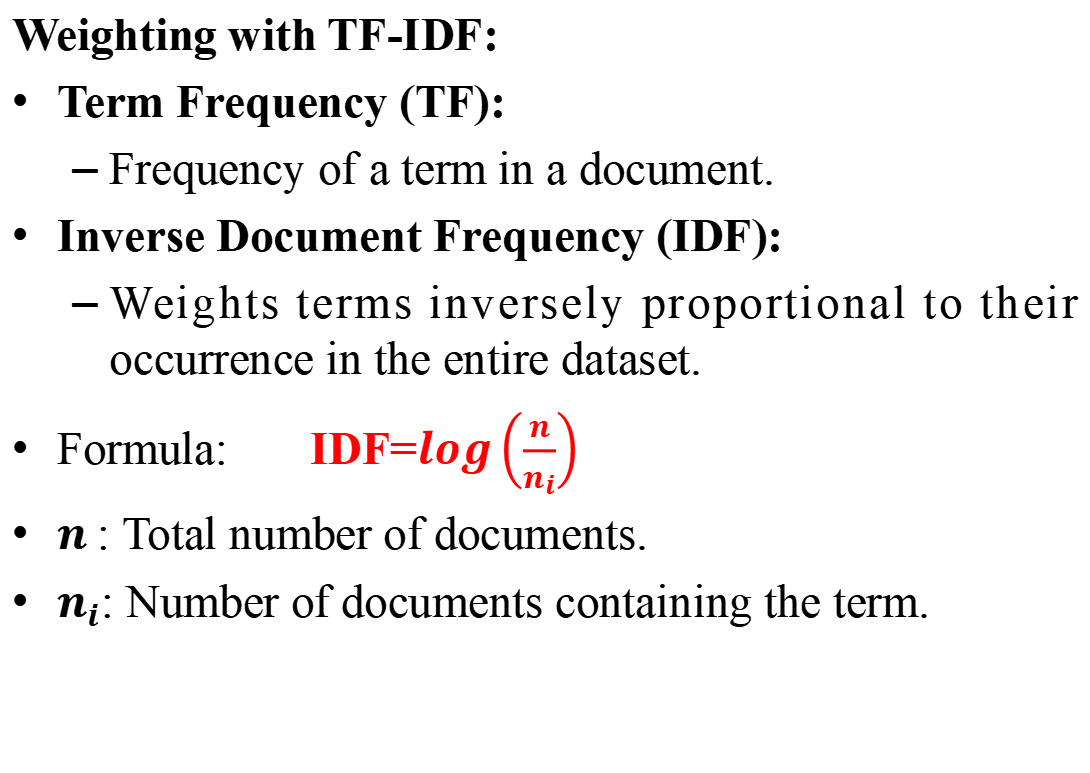 Weighting with TF-IDF:
• Term Frequency (TF):
– Frequency of a term in a document.
• Inverse Document Frequency (IDF):
– Weights terms inversely proportional to their
occurrence in the entire dataset.
• Formula: IDF=log(n/nᵢ)
• n : Total number of documents.
• nᵢ: Number of documents containing the term.